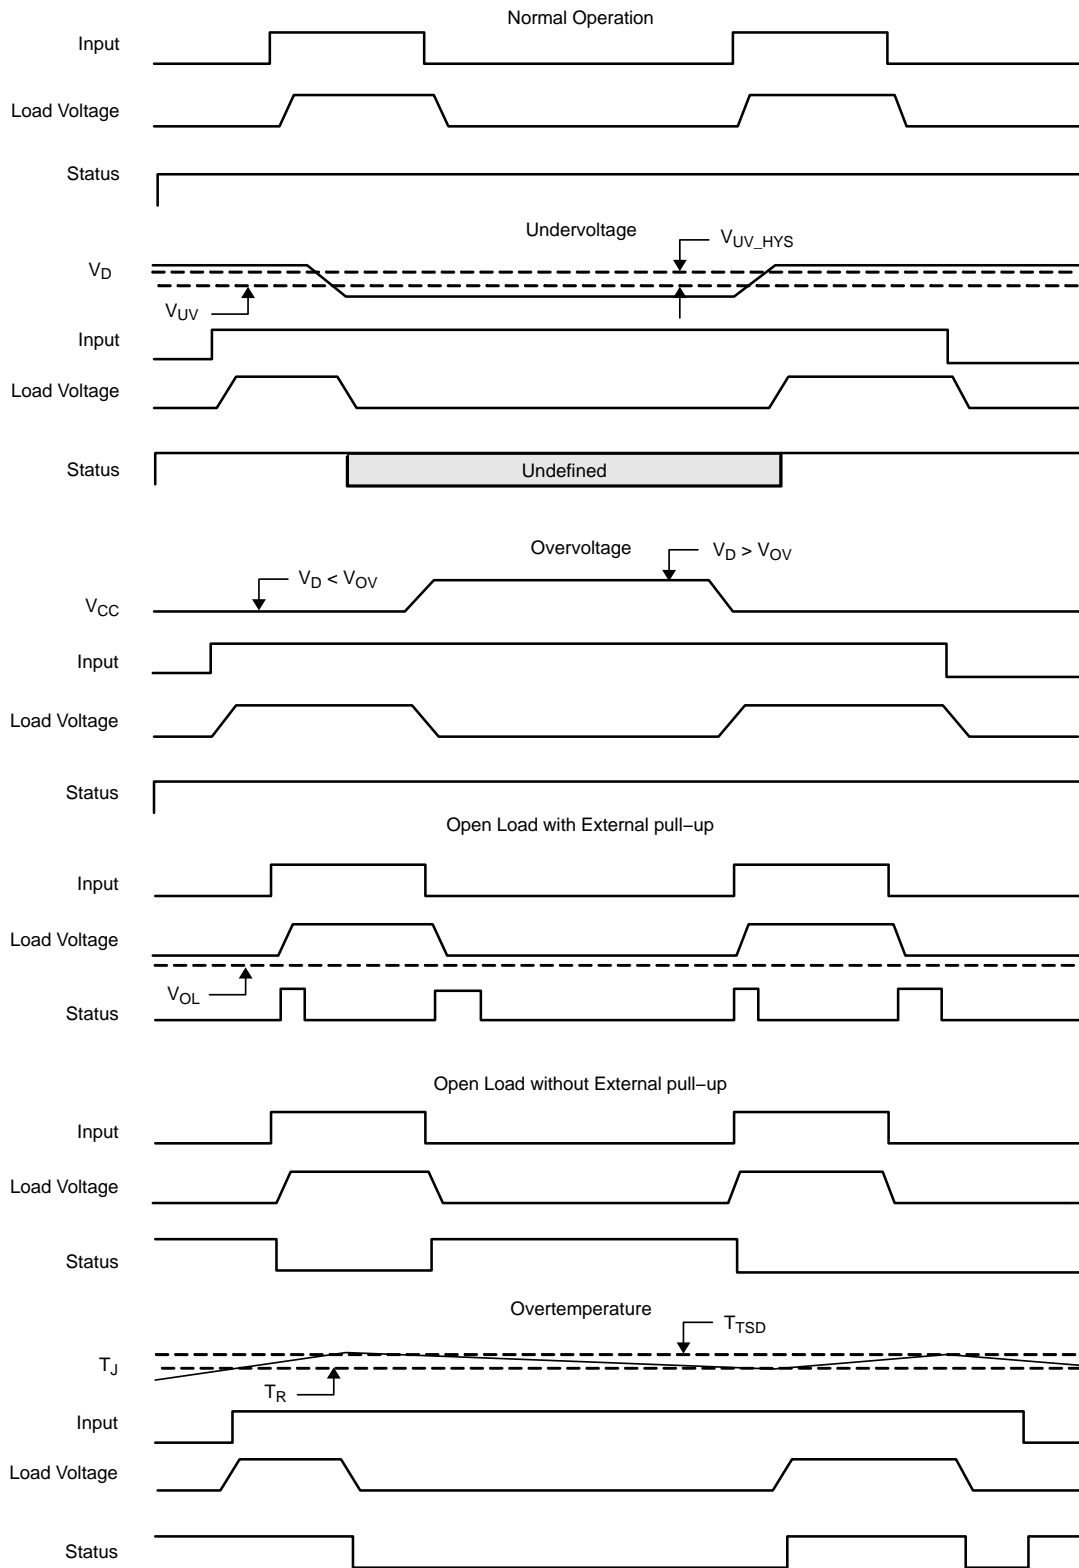 Normal Operation
Input
Load Voltage
Status
Undervoltage
V_UV_HYS
V_D
V_UV
Input
Load Voltage
Status
Undefined
Overvoltage
V_D > V_OV
V_D < V_OV
V_CC
Input
Load Voltage
Status
Open Load with External pull−up
Input
Load Voltage
V_OL
Status
Open Load without External pull−up
Input
Load Voltage
Status
Overtemperature
T_TSD
T_J
T_R
Input
Load Voltage
Status